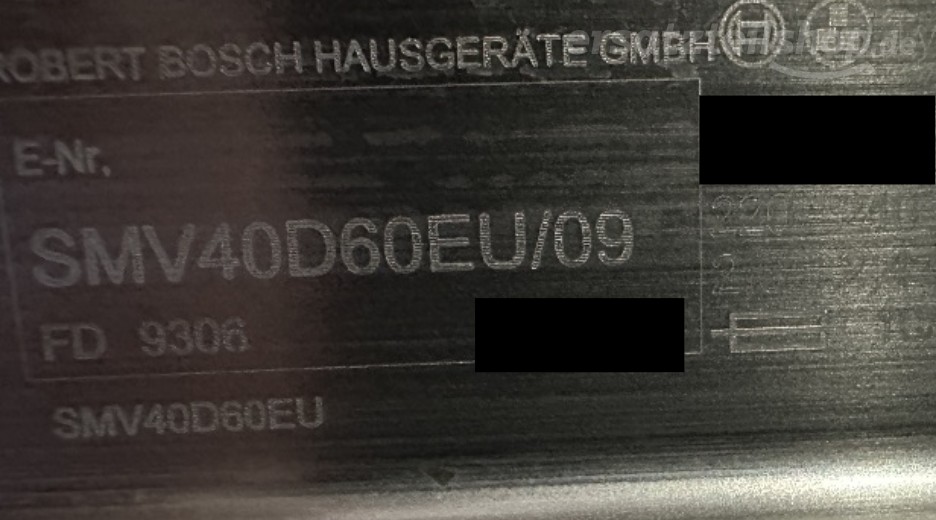 ROBERT BOSCH HAUSGERÄTE GMBH
E-Nr.
SMV40D60EU/09
FD 9306
SMV40D60EU